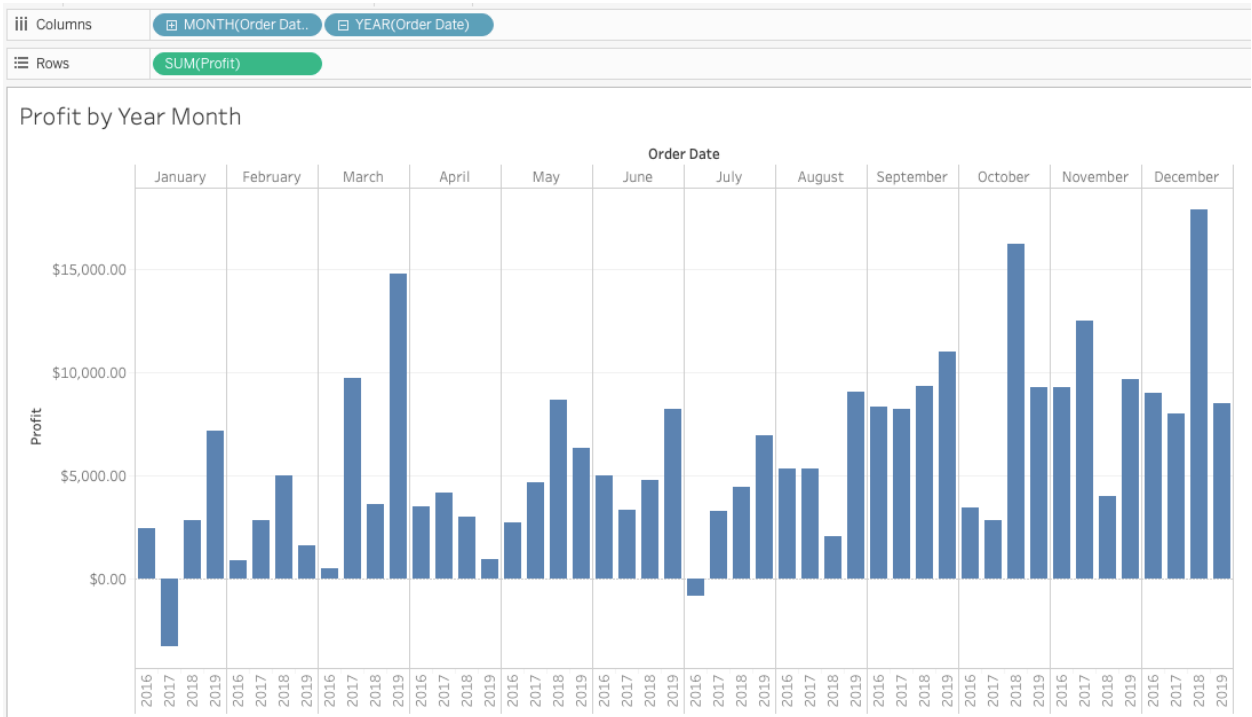 Columns MONTH(Order Dat.. YEAR(Order Date)
Rows SUM(Profit)
Profit by Year Month
Order Date
January February March April May June July August September October November December
$15,000.00
$10,000.00
$5,000.00
$0.00
Profit
2016 2017 2018 2019 2016 2017 2018 2019 2016 2017 2018 2019 2016 2017 2018 2019 2016 2017 2018 2019 2016 2017 2018 2019 2016 2017 2018 2019 2016 2017 2018 2019 2016 2017 2018 2019 2016 2017 2018 2019 2016 2017 2018 2019 2016 2017 2018 2019